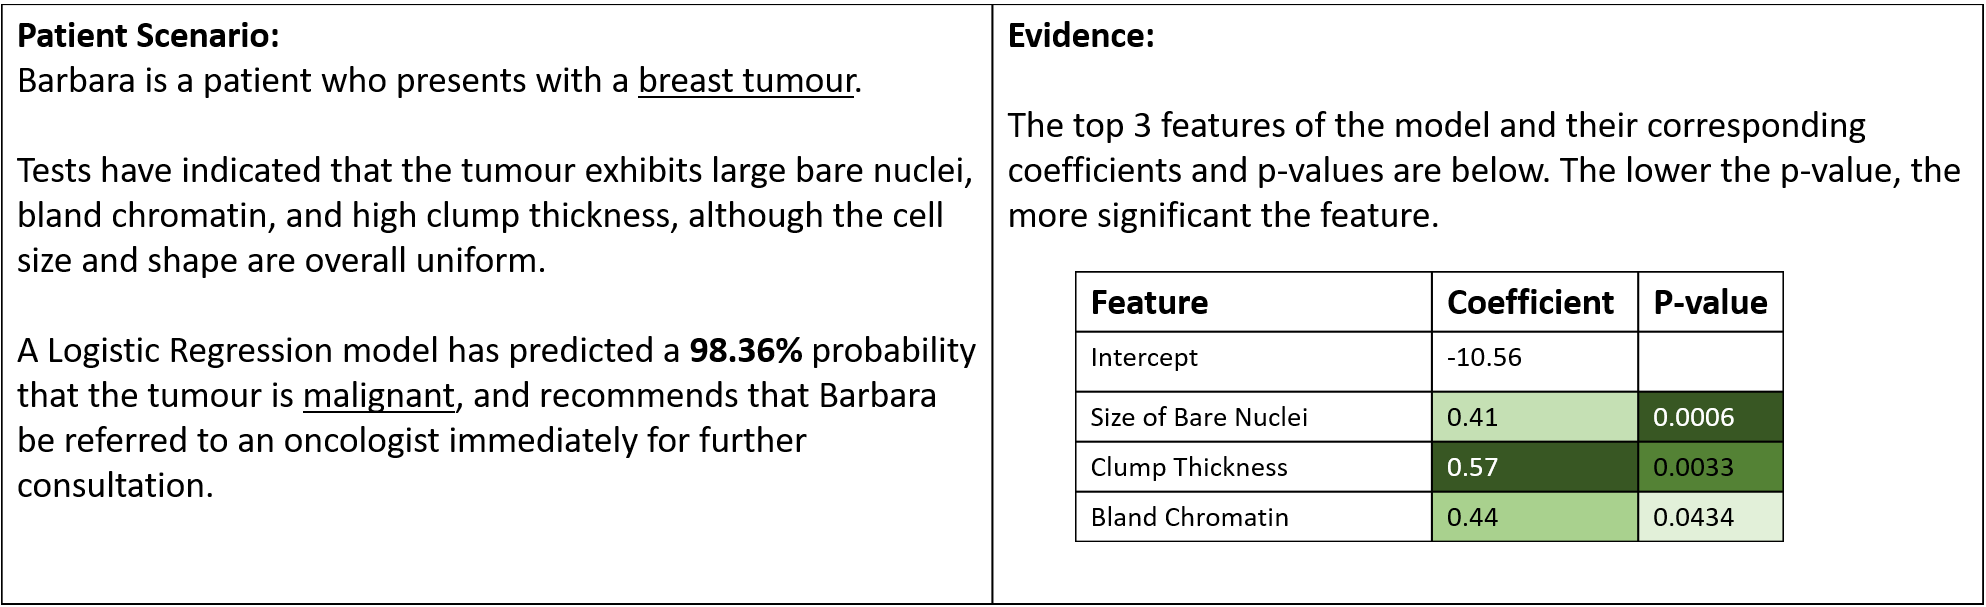 Patient Scenario:
Barbara is a patient who presents with a breast tumour.
Tests have indicated that the tumour exhibits large bare nuclei,
bland chromatin, and high clump thickness, although the cell
size and shape are overall uniform.
A Logistic Regression model has predicted a 98.36% probability
that the tumour is malignant, and recommends that Barbara
be referred to an oncologist immediately for further
consultation.
Evidence:
The top 3 features of the model and their corresponding
coefficients and p-values are below. The lower the p-value, the
more significant the feature.
Feature Coefficient P-value
Intercept -10.56
Size of Bare Nuclei 0.41 0.0006
Clump Thickness 0.57 0.0033
Bland Chromatin 0.44 0.0434